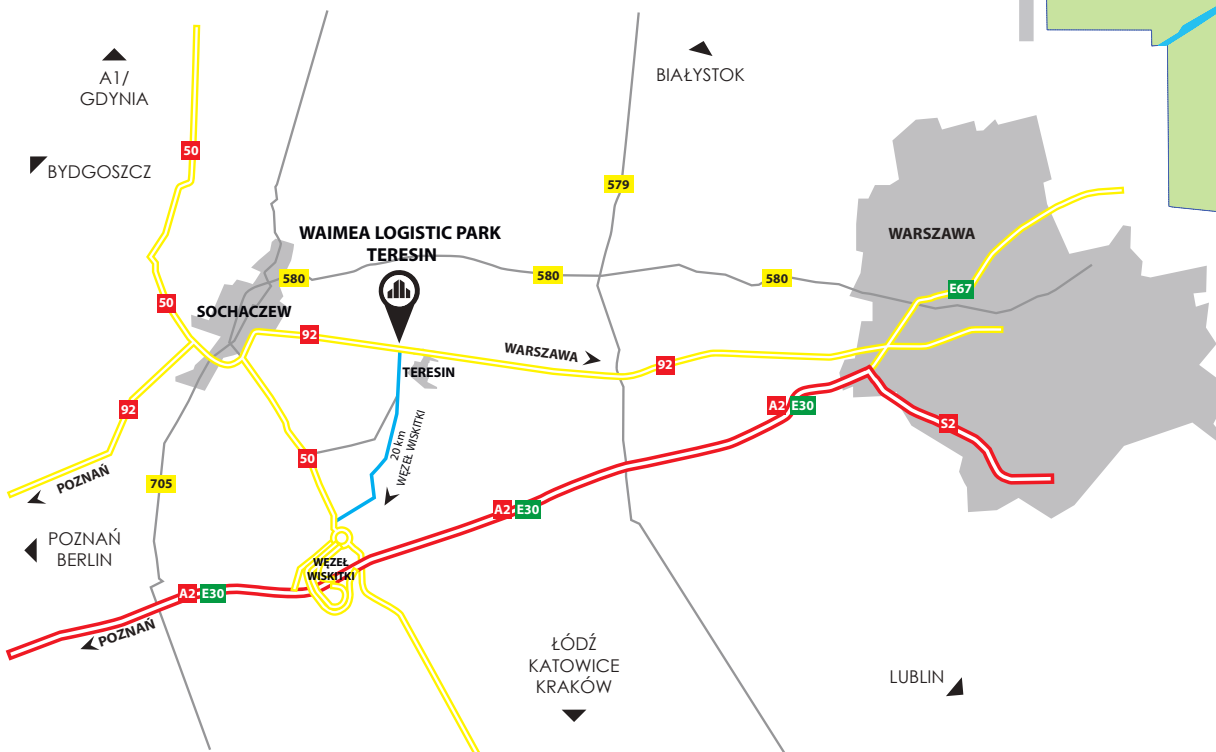 A1/
GDYNIA
BIAŁYSTOK
50
BYDGOSZCZ
579
WAIMEA LOGISTIC PARK
TERESIN
WARSZAWA
580
580
580
E67
50
SOCHACZEW
92
WARSZAWA
92
TERESIN
92
A2 E30
S2
20 km
WĘZEŁ WISKITKI
50
POZNAŃ
705
A2 E30
POZNAŃ
BERLIN
WĘZEŁ
WISKITKI
A2 E30
POZNAŃ
ŁÓDŹ
KATOWICE
KRAKÓW
LUBLIN